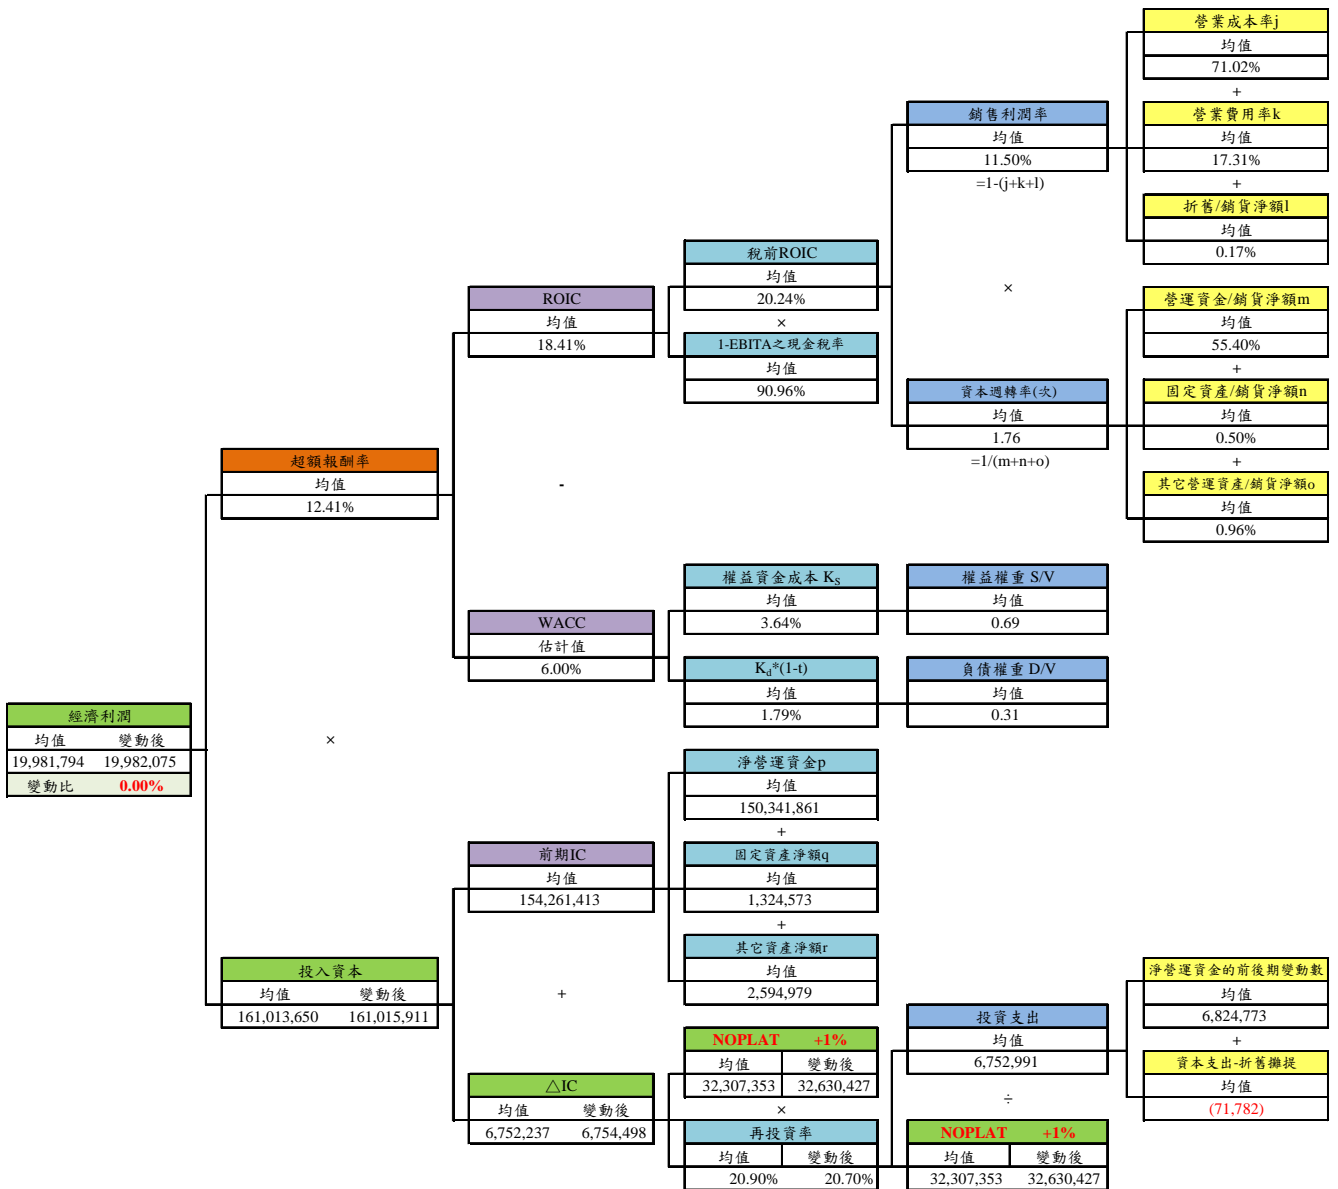 營業成本率j
均值
71.02%
+
營業費用率k
均值
17.31%
+
折舊/銷貨淨額l
均值
0.17%
銷售利潤率
均值
11.50%
=1-(j+k+l)
×
營運資金/銷貨淨額m
均值
55.40%
+
固定資產/銷貨淨額n
均值
0.50%
+
其它營運資產/銷貨淨額o
均值
0.96%
資本週轉率(次)
均值
1.76
=1/(m+n+o)
稅前ROIC
均值
20.24%
×
1-EBITA之現金稅率
均值
90.96%
ROIC
均值
18.41%
-
超額報酬率
均值
12.41%
WACC
估計值
6.00%
權益資金成本 KS
均值
3.64%
權益權重 S/V
均值
0.69
Kd*(1-t)
均值
1.79%
負債權重 D/V
均值
0.31
經濟利潤
均值 變動後
19,981,794 19,982,075
變動比 0.00%
×
淨營運資金p
均值
150,341,861
+
固定資產淨額q
均值
1,324,573
+
其它資產淨額r
均值
2,594,979
前期IC
均值
154,261,413
+
投入資本
均值 變動後
161,013,650 161,015,911
△IC
均值 變動後
6,752,237 6,754,498
NOPLAT +1%
均值 變動後
32,307,353 32,630,427
×
再投資率
均值 變動後
20.90% 20.70%
投資支出
均值
6,752,991
÷
NOPLAT +1%
均值 變動後
32,307,353 32,630,427
淨營運資金的前後期變動數
均值
6,824,773
+
資本支出-折舊攤提
均值
(71,782)